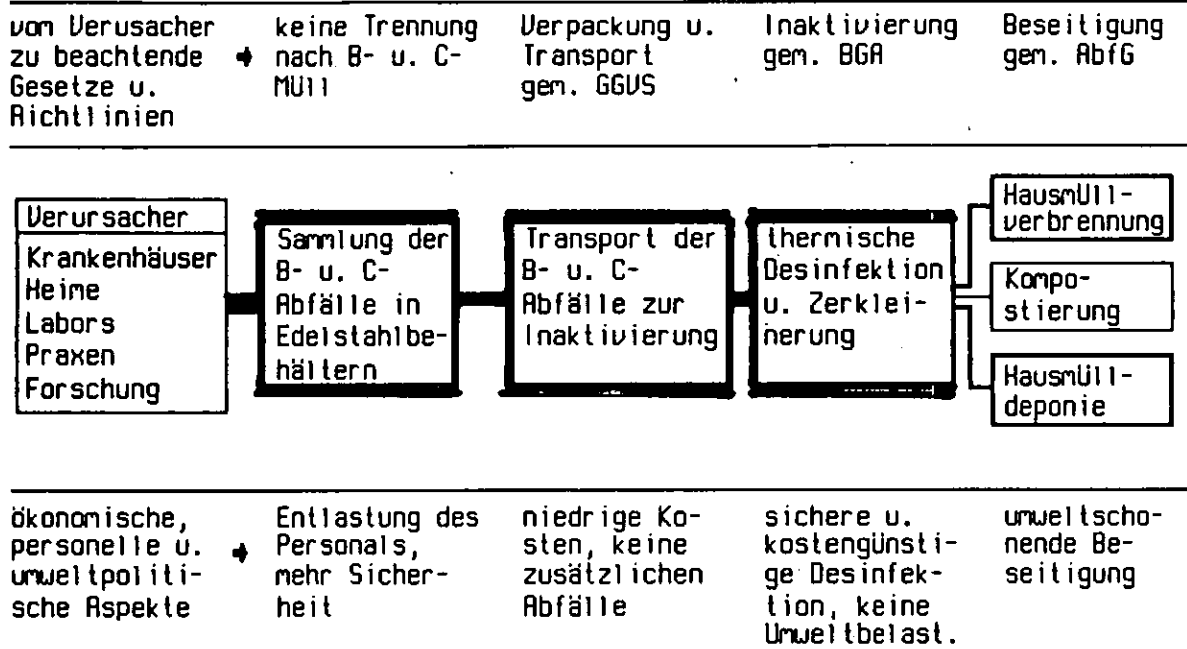 vom Verusacher
zu beachtende
Gesetze u.
Richtlinien
keine Trennung
nach B- u. C-
Müll
Verpackung u.
Transport
gem. GGVS
Inaktivierung
gem. BGA
Beseitigung
gem. AbfG
Verursacher
Krankenhäuser
Heime
Labors
Praxen
Forschung
Sammlung der
B- u. C-
Abfälle in
Edelstahlbe-
hältern
Transport der
B- u. C-
Abfälle zur
Inaktivierung
thermische
Desinfektion
u. Zerklei-
nerung
Hausmüll-
verbrennung
Kompo-
stierung
Hausmüll-
deponie
ökonomische,
personelle u.
umweltpoliti-
sche Aspekte
Entlastung des
Personals,
mehr Sicher-
heit
niedrige Ko-
sten, keine
zusätzlichen
Abfälle
sichere u.
kostengünsti-
ge Desinfek-
tion, keine
Umweltbelast.
umweltscho-
nende Be-
seitigung